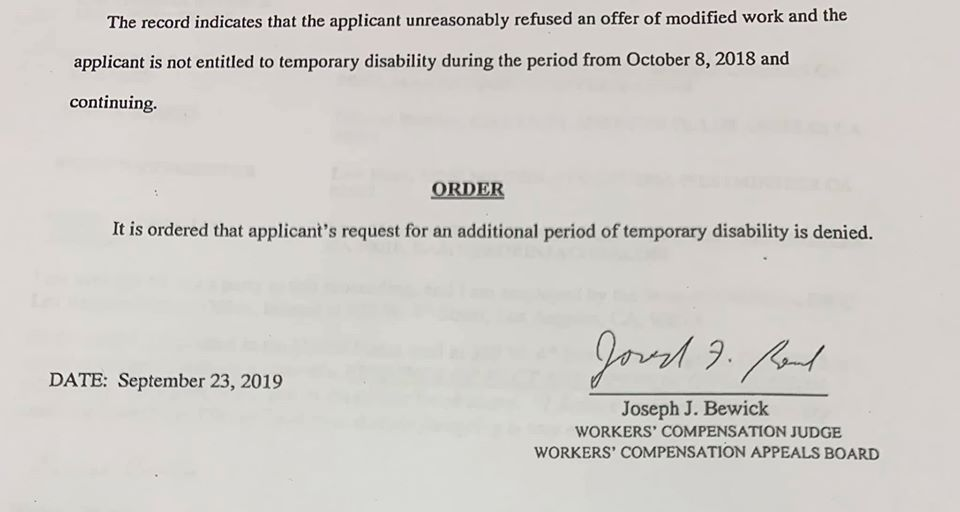 The record indicates that the applicant unreasonably refused an offer of modified work and the
applicant is not entitled to temporary disability during the period from October 8, 2018 and
continuing.
ORDER
It is ordered that applicant's request for an additional period of temporary disability is denied.
DATE: September 23, 2019
Joseph J. Bewick
WORKERS' COMPENSATION JUDGE
WORKERS' COMPENSATION APPEALS BOARD